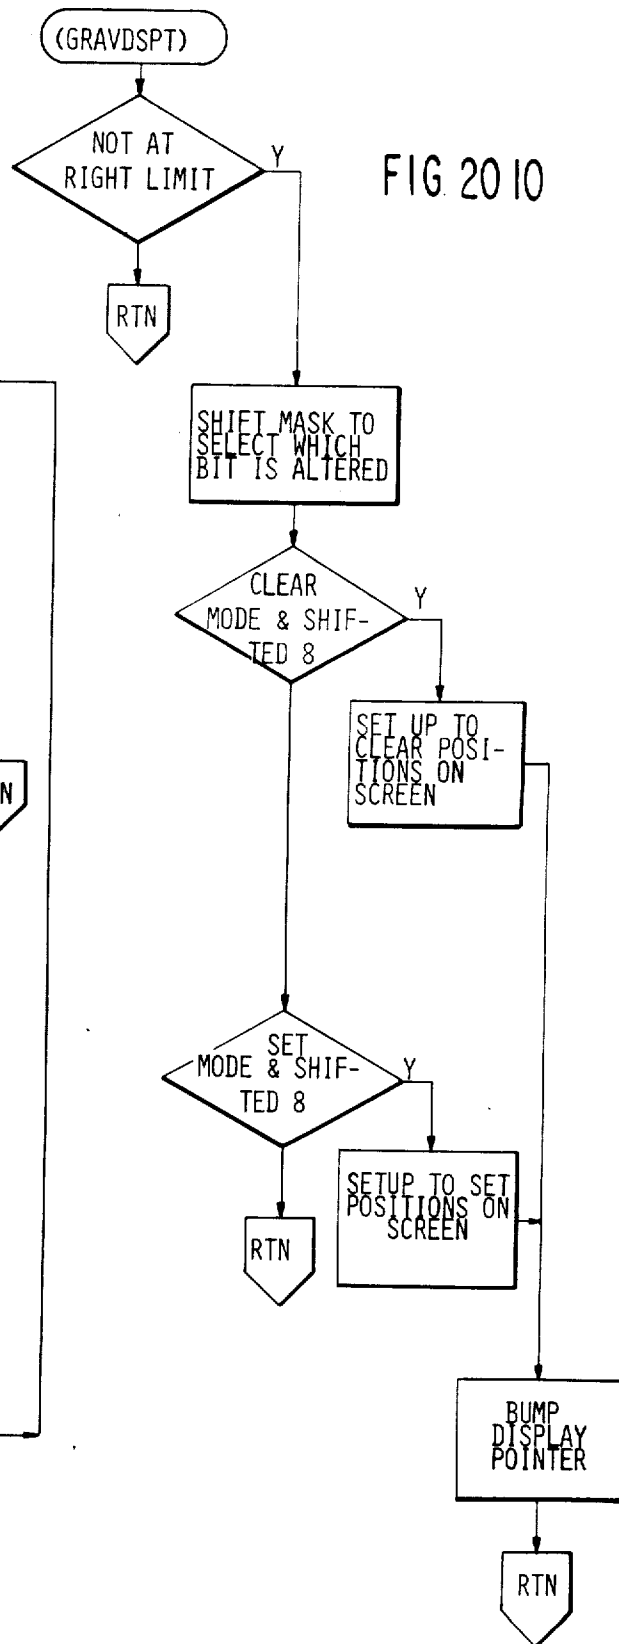 (GRAVDSPT)
NOT AT
RIGHT LIMIT
Y
FIG. 20 10
RTN
SHIFT MASK TO
SELECT WHICH
BIT IS ALTERED
CLEAR
MODE & SHIF-
TED 8
Y
SET UP TO
CLEAR POSI-
TIONS ON
SCREEN
N
SET
MODE & SHIF-
TED 8
Y
SETUP TO SET
POSITIONS ON
SCREEN
RTN
BUMP
DISPLAY
POINTER
RTN